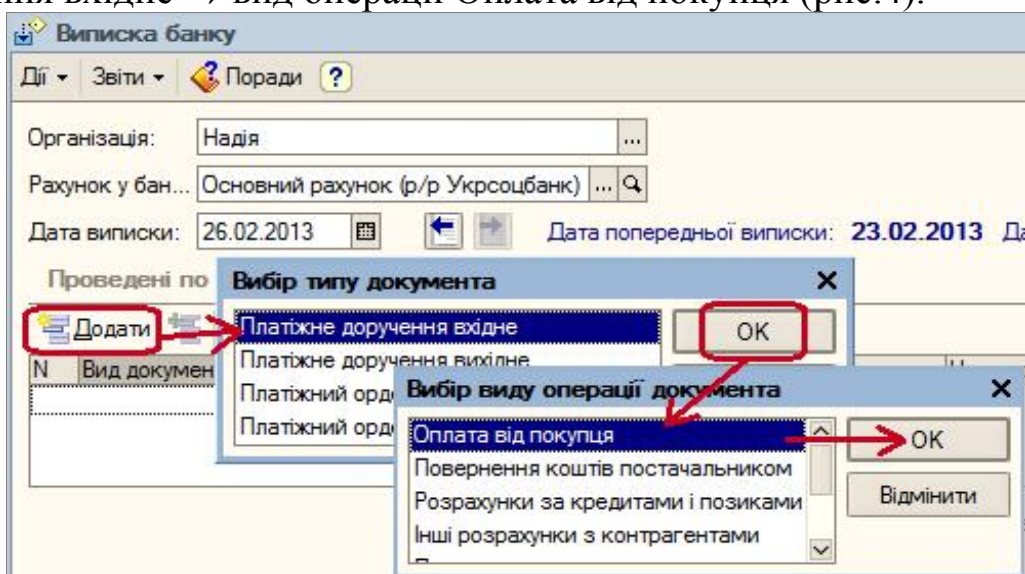 ння вхідне → вид операції Оплата від покупця (рис.4).
Виписка банку
Дії Звіти Поради ?
Організація: Надія ...
Рахунок у бан... Основний рахунок (р/р Укрсоцбанк) ...
Дата виписки: 26.02.2013 Дата попередньої виписки: 23.02.2013 Да
Проведені по
Вибір типу документа
Додати
Платіжне доручення вхідне
OK
N Вид докумен
Платіжне доручення вихідне
Платіжний орд
Платіжний орд
Вибір виду операції документа
Оплата від покупця
OK
Повернення коштів постачальником
Відмінити
Розрахунки за кредитами і позиками
Інші розрахунки з контрагентами